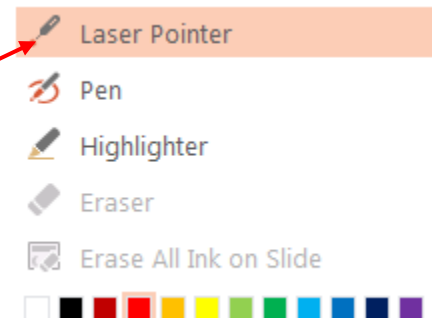 Laser Pointer
Pen
Highlighter
Eraser
Erase All Ink on Slide